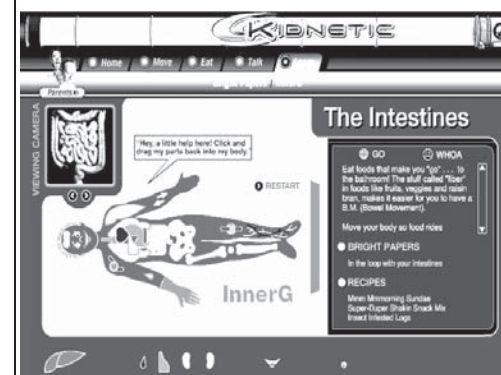 KIDNETIC
Home
Move
Eat
Talk
Parents
VIEWING CAMERA
"Hey, a little help here! Click and
drag my parts back into my body."
RESTART
InnerG
The Intestines
GO
WHOA
Eat foods that make you "go" . . . to
the bathroom! The stuff called "fiber"
in foods like fruits, veggies and raisin
bran, makes it easier for you to have a
B.M. (Bowel Movement).
Move your body so food rides
BRIGHT PAPERS
In the loop with your intestines
RECIPES
Mmm Mmmorning Sundae
Super-Duper Shakin Snack Mix
Insect Infested Logs